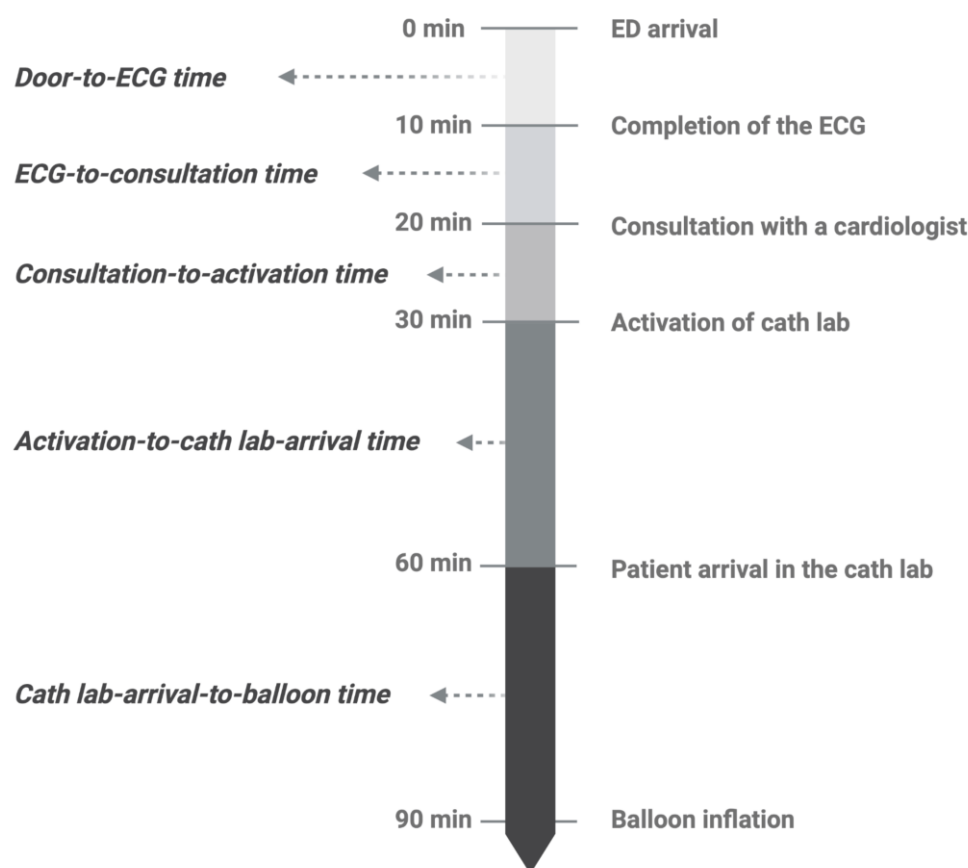 0 min
ED arrival
Door-to-ECG time
10 min
Completion of the ECG
ECG-to-consultation time
20 min
Consultation with a cardiologist
Consultation-to-activation time
30 min
Activation of cath lab
Activation-to-cath lab-arrival time
60 min
Patient arrival in the cath lab
Cath lab-arrival-to-balloon time
90 min
Balloon inflation